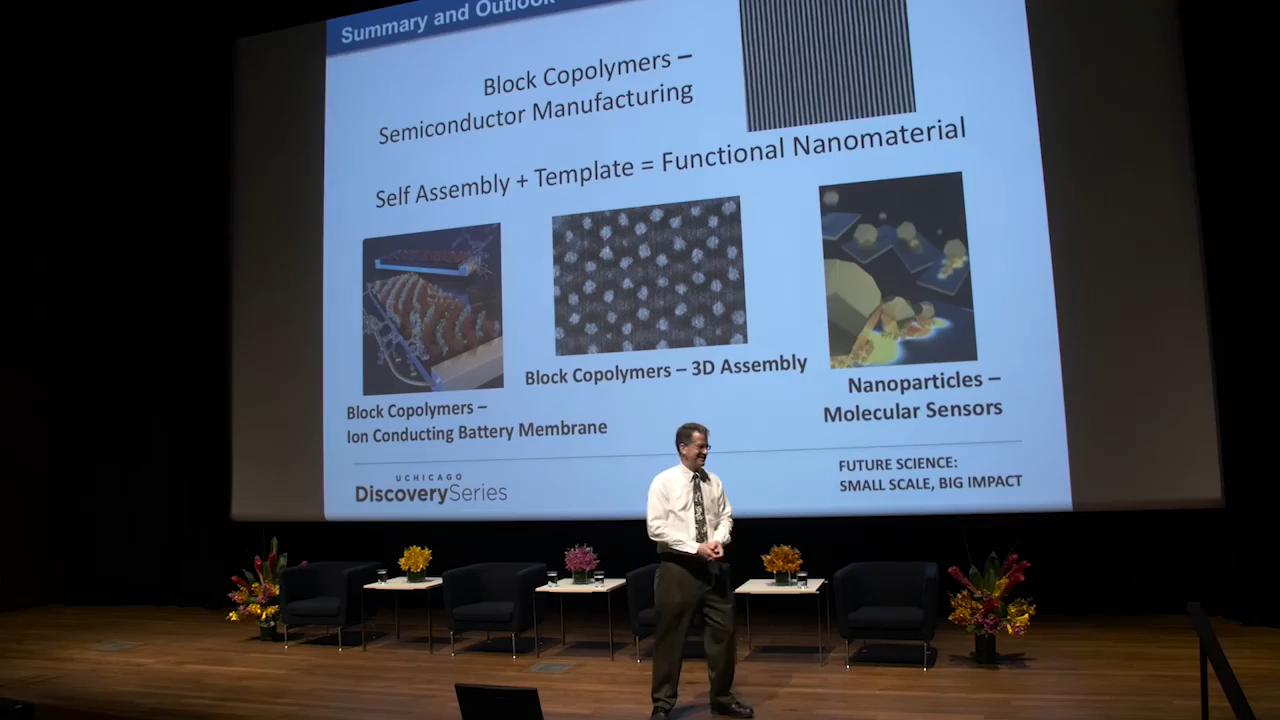 Summary and Outlook
Block Copolymers –
Semiconductor Manufacturing
Self Assembly + Template = Functional Nanomaterial
Block Copolymers –
Ion Conducting Battery Membrane
Block Copolymers – 3D Assembly
Nanoparticles –
Molecular Sensors
UCHICAGO
DiscoverySeries
FUTURE SCIENCE:
SMALL SCALE, BIG IMPACT